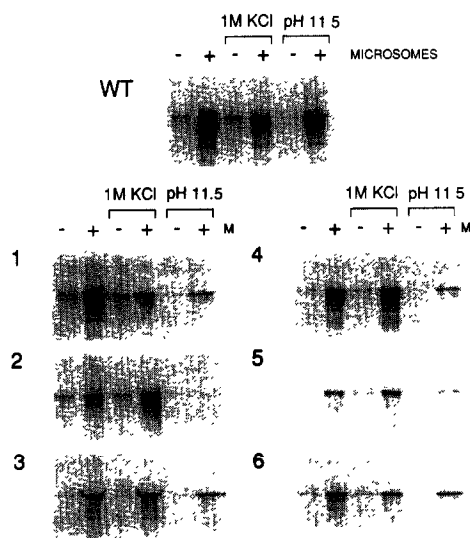 1M KCl pH 11 5
- + - + - + MICROSOMES
WT
1M KCl pH 11.5
- + - + - + M
1
2
3
1M KCl pH 11 5
- + - + - + M
4
5
6